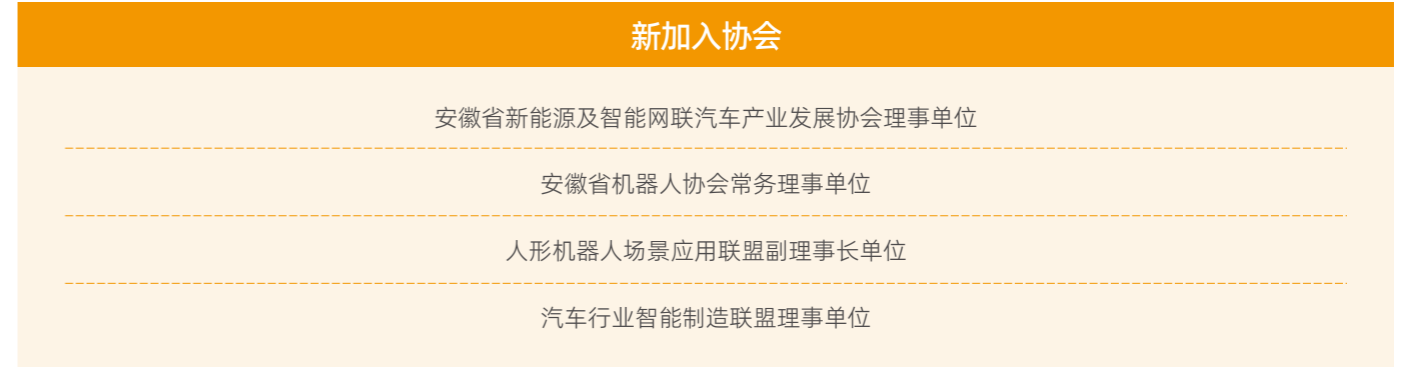 新加入协会
安徽省新能源及智能网联汽车产业发展协会理事单位
安徽省机器人协会常务理事单位
人形机器人场景应用联盟副理事长单位
汽车行业智能制造联盟理事单位